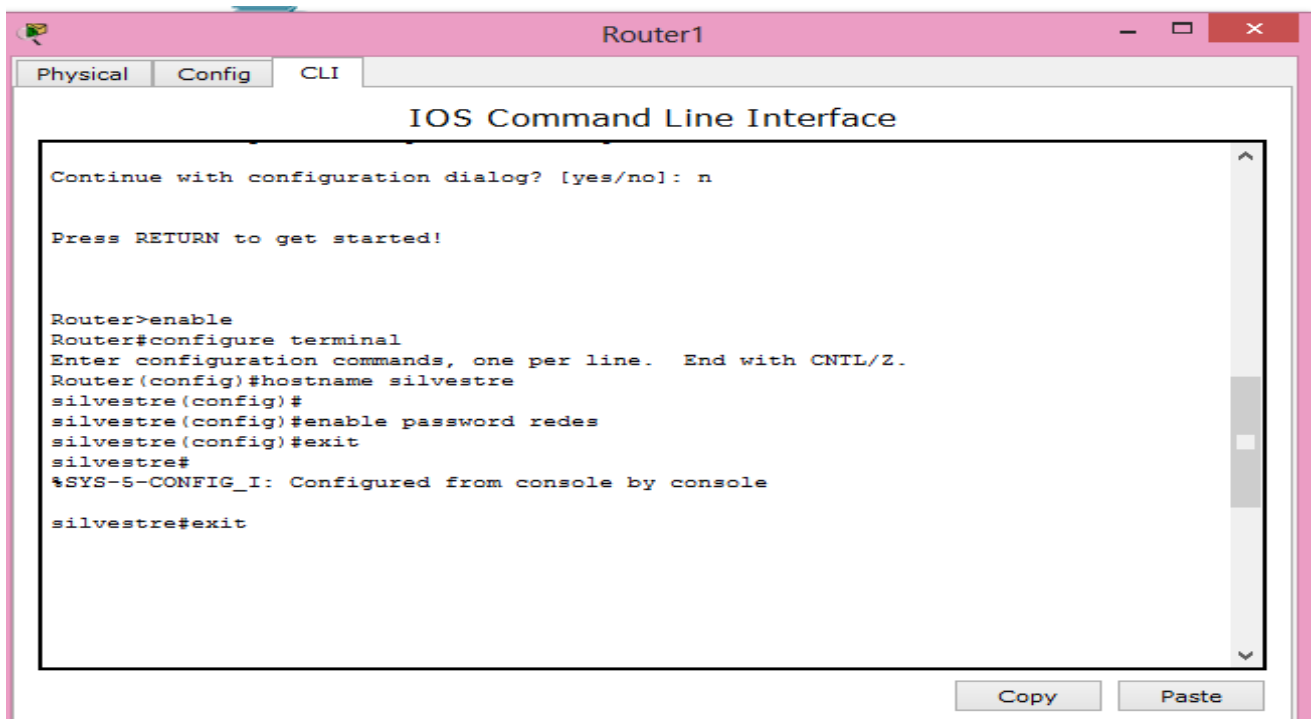 Router1
Physical Config CLI
IOS Command Line Interface
Continue with configuration dialog? [yes/no]: n
Press RETURN to get started!
Router>enable
Router#configure terminal
Enter configuration commands, one per line.  End with CNTL/Z.
Router(config)#hostname silvestre
silvestre(config)#
silvestre(config)#enable password redes
silvestre(config)#exit
silvestre#
%SYS-5-CONFIG_I: Configured from console by console
silvestre#exit
Copy Paste